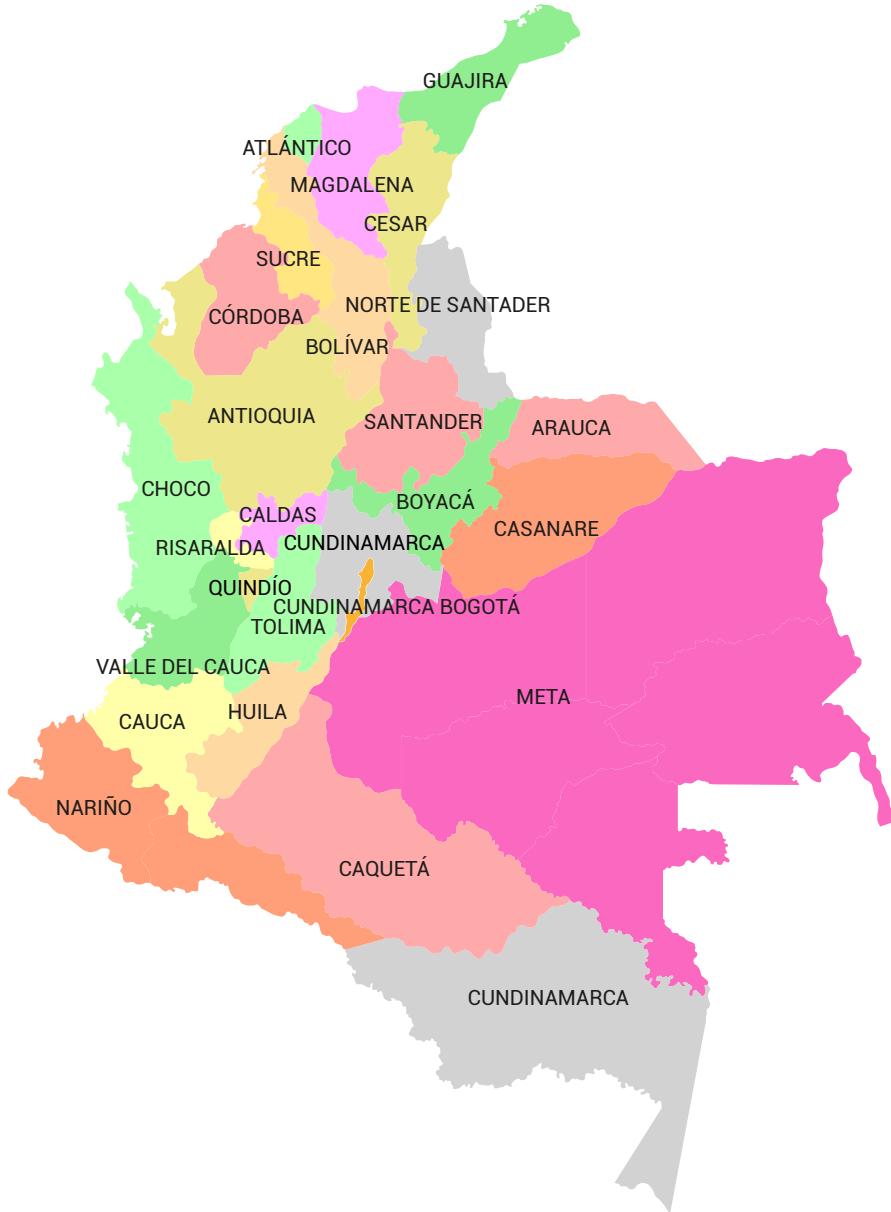 GUAJIRA
ATLÁNTICO
MAGDALENA
CESAR
SUCRE
NORTE DE SANTADER
CÓRDOBA
BOLÍVAR
ANTIOQUIA
SANTANDER
ARAUCA
CHOCO
BOYACÁ
CALDAS
CASANARE
RISARALDA
CUNDINAMARCA
QUINDÍO
CUNDINAMARCA BOGOTÁ
TOLIMA
VALLE DEL CAUCA
META
HUILA
CAUCA
NARIÑO
CAQUETÁ
CUNDINAMARCA